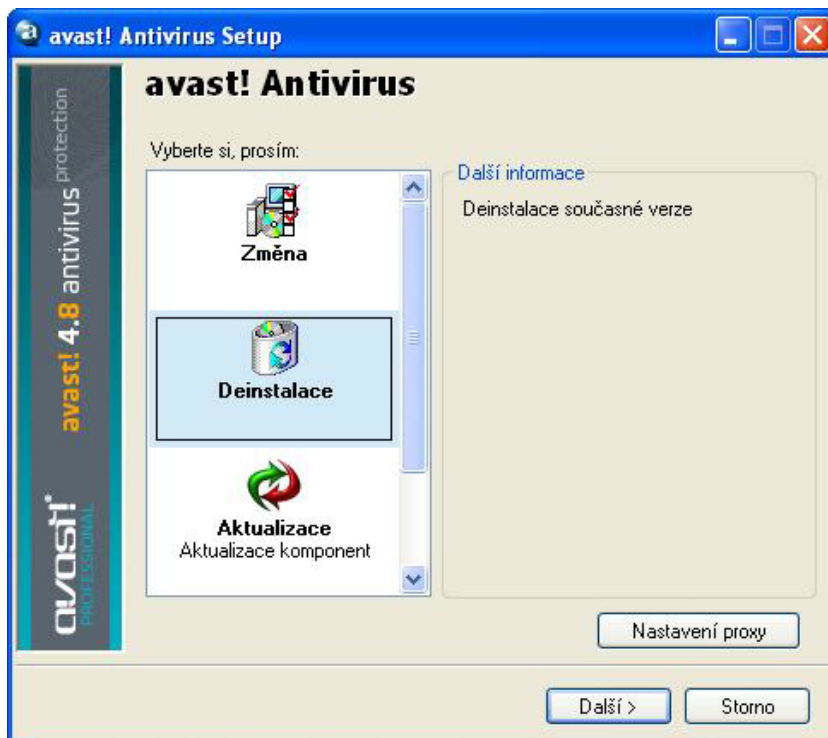 avast! Antivirus Setup
avast! Antivirus
avast! 4.8 antivirus protection
avast!
PROFESSIONAL
Vyberte si, prosím:
Změna
Deinstalace
Aktualizace
Aktualizace komponent
Další informace
Deinstalace současné verze
Nastavení proxy
Další >
Storno